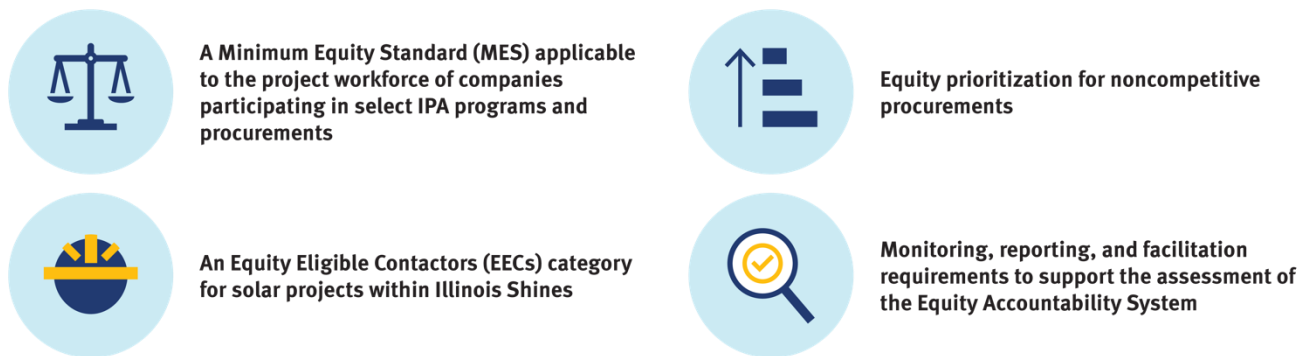 A Minimum Equity Standard (MES) applicable
to the project workforce of companies
participating in select IPA programs and
procurements
Equity prioritization for noncompetitive
procurements
An Equity Eligible Contactors (EECs) category
for solar projects within Illinois Shines
Monitoring, reporting, and facilitation
requirements to support the assessment of
the Equity Accountability System